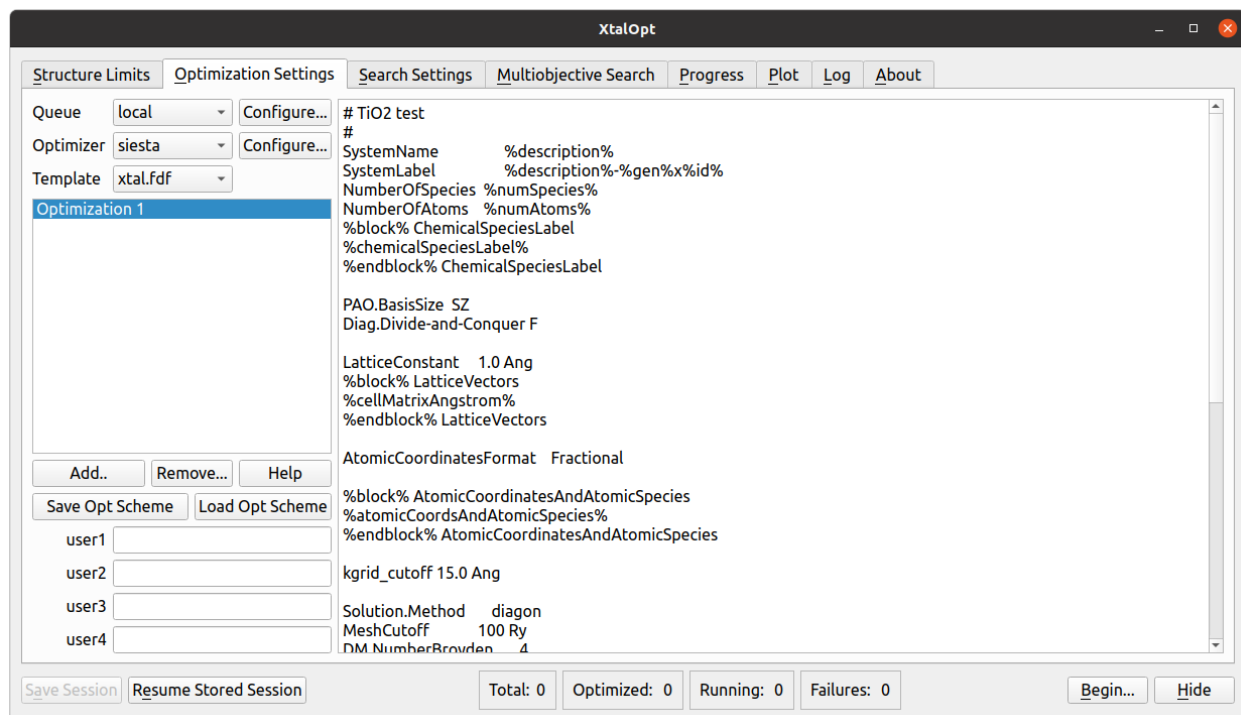 XtalOpt
Structure Limits Optimization Settings Search Settings Multiobjective Search Progress Plot Log About
Queue local Configure...
Optimizer siesta Configure...
Template xtal.fdf
Optimization 1
Add.. Remove... Help
Save Opt Scheme Load Opt Scheme
user1
user2
user3
user4
# TiO2 test
#
SystemName %description%
SystemLabel %description%-%gen%x%id%
NumberOfSpecies %numSpecies%
NumberOfAtoms %numAtoms%
%block% ChemicalSpeciesLabel
%chemicalSpeciesLabel%
%endblock% ChemicalSpeciesLabel
PAO.BasisSize SZ
Diag.Divide-and-Conquer F
LatticeConstant 1.0 Ang
%block% LatticeVectors
%cellMatrixAngstrom%
%endblock% LatticeVectors
AtomicCoordinatesFormat Fractional
%block% AtomicCoordinatesAndAtomicSpecies
%atomicCoordsAndAtomicSpecies%
%endblock% AtomicCoordinatesAndAtomicSpecies
kgrid_cutoff 15.0 Ang
Solution.Method diagon
MeshCutoff 100 Ry
DM.NumberBroyden 4
Save Session Resume Stored Session Total: 0 Optimized: 0 Running: 0 Failures: 0 Begin... Hide